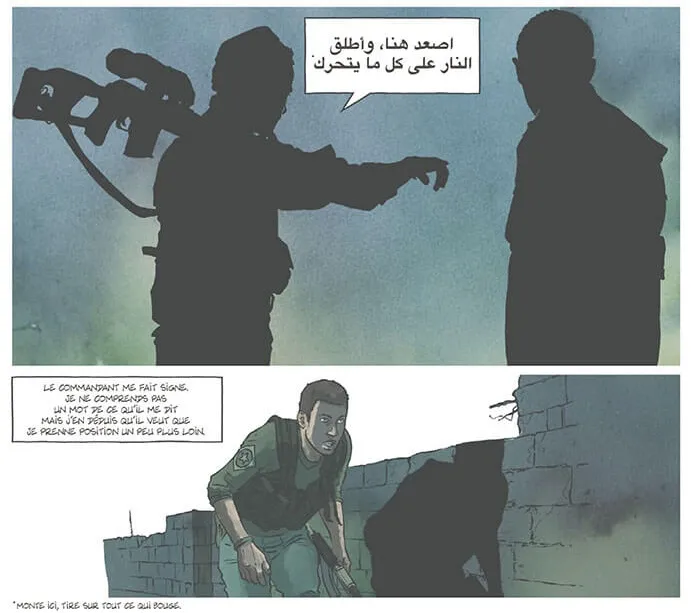 اصعد هنا، وأطلق
النار على كل ما يتحرك*
LE COMMANDANT ME FAIT SIGNE.
JE NE COMPRENDS PAS
UN MOT DE CE QU'IL ME DIT
MAIS J'EN DÉDUIS QU'IL VEUT QUE
JE PRENNE POSITION UN PEU PLUS LOIN.
*MONTE ICI, TIRE SUR TOUT CE QUI BOUGE.